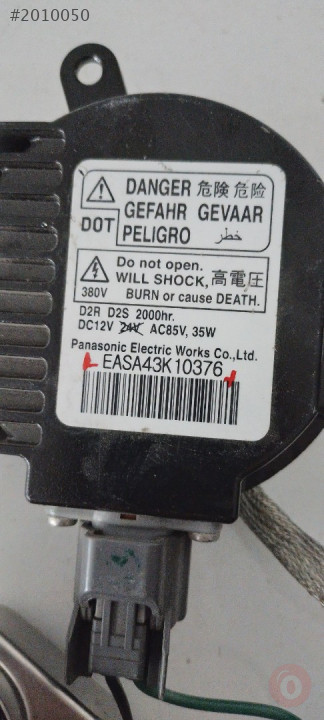 #2010050
DANGER 危険 危险
GEFAHR GEVAAR
DOT PELIGRO خطر
Do not open.
WILL SHOCK, 高電圧
380V BURN or cause DEATH.
D2R D2S 2000hr.
DC12V 24V AC85V, 35W
Panasonic Electric Works Co.,Ltd.
EASA43K10376